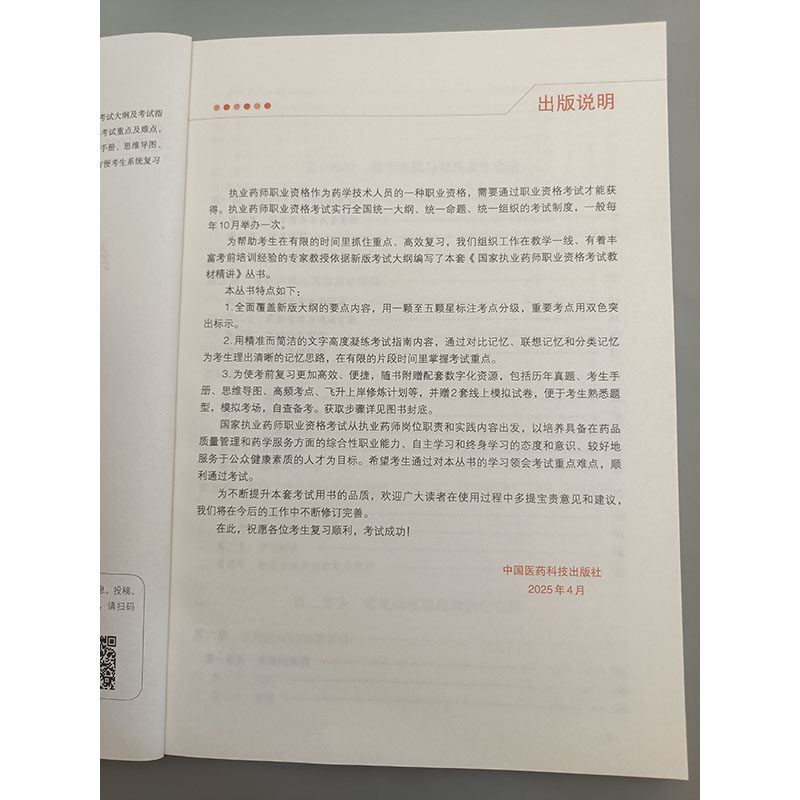 考试大纲及考试指
考试重点及难点，
手册、思维导图、
方便考生系统复习
息、投稿、
，请扫码
出版说明
执业药师职业资格作为药学技术人员的一种职业资格，需要通过职业资格考试才能获
得。执业药师职业资格考试实行全国统一大纲、统一命题、统一组织的考试制度，一般每
年10月举办一次。
为帮助考生在有限的时间里抓住重点、高效复习，我们组织工作在教学一线、有着丰
富考前培训经验的专家教授依据新版考试大纲编写了本套《国家执业药师职业资格考试教
材精讲》丛书。
本丛书特点如下：
1.全面覆盖新版大纲的要点内容，用一颗至五颗星标注考点分级，重要考点用双色突
出标示。
2.用精准而简洁的文字高度凝练考试指南内容，通过对比记忆、联想记忆和分类记忆
为考生理出清晰的记忆思路，在有限的片段时间里掌握考试重点。
3.为使考前复习更加高效、便捷，随书附赠配套数字化资源，包括历年真题、考生手
册、思维导图、高频考点、飞升上岸修炼计划等，并赠2套线上模拟试卷，便于考生熟悉题
型，模拟考场，自查备考。获取步骤详见图书封底。
国家执业药师职业资格考试从执业药师岗位职责和实践内容出发，以培养具备在药品
质量管理和药学服务方面的综合性职业能力、自主学习和终身学习的态度和意识、较好地
服务于公众健康素质的人才为目标。希望考生通过对本丛书的学习领会考试重点难点，顺
利通过考试。
为不断提升本套考试用书的品质，欢迎广大读者在使用过程中多提宝贵意见和建议，
我们将在今后的工作中不断修订完善。
在此，祝愿各位考生复习顺利，考试成功！
中国医药科技出版社
2025年4月